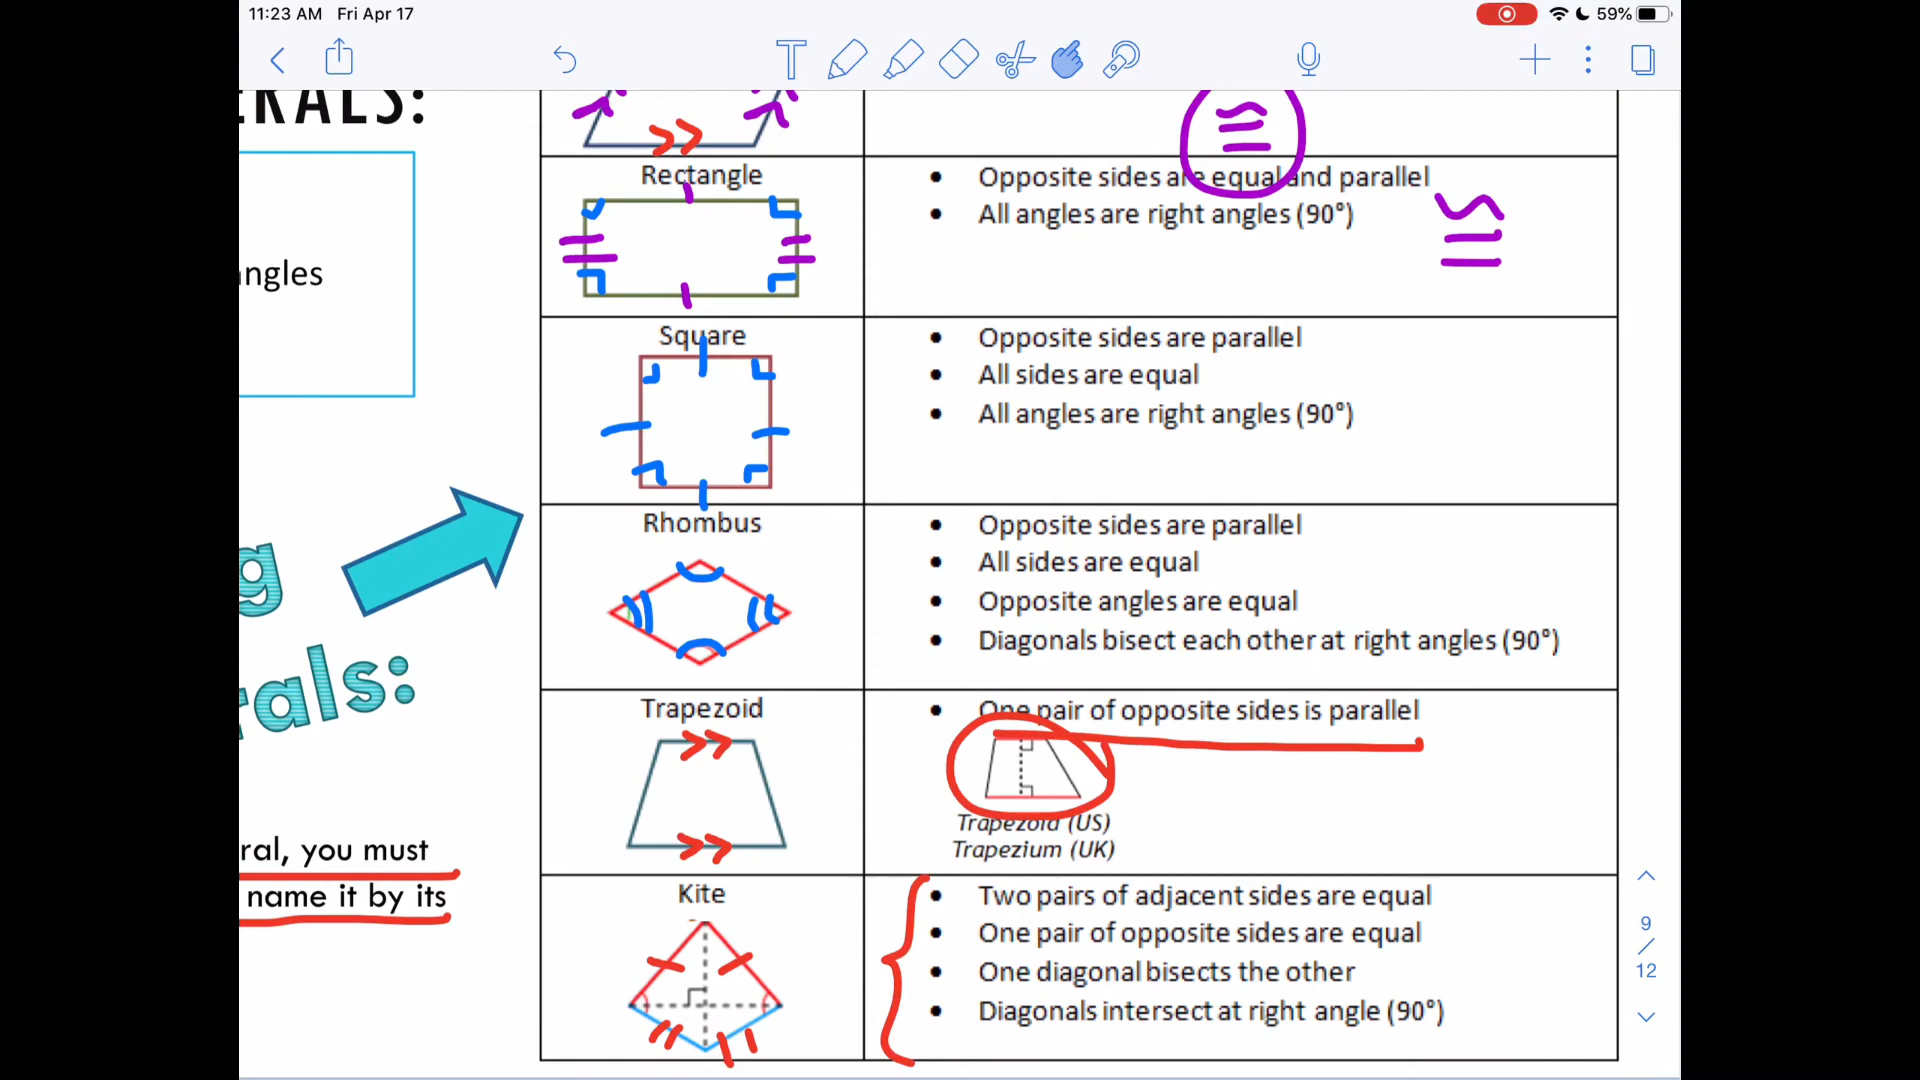 11:23 AM Fri Apr 17
59%
ERALS:
≅
Rectangle
Opposite sides are equal and parallel
All angles are right angles (90°)
≅
ngles
Square
Opposite sides are parallel
All sides are equal
All angles are right angles (90°)
Rhombus
Opposite sides are parallel
All sides are equal
Opposite angles are equal
Diagonals bisect each other at right angles (90°)
g
rals:
Trapezoid
One pair of opposite sides is parallel
Trapezoid (US)
Trapezium (UK)
ral, you must
name it by its
Kite
Two pairs of adjacent sides are equal
One pair of opposite sides are equal
One diagonal bisects the other
Diagonals intersect at right angle (90°)
9
/
12